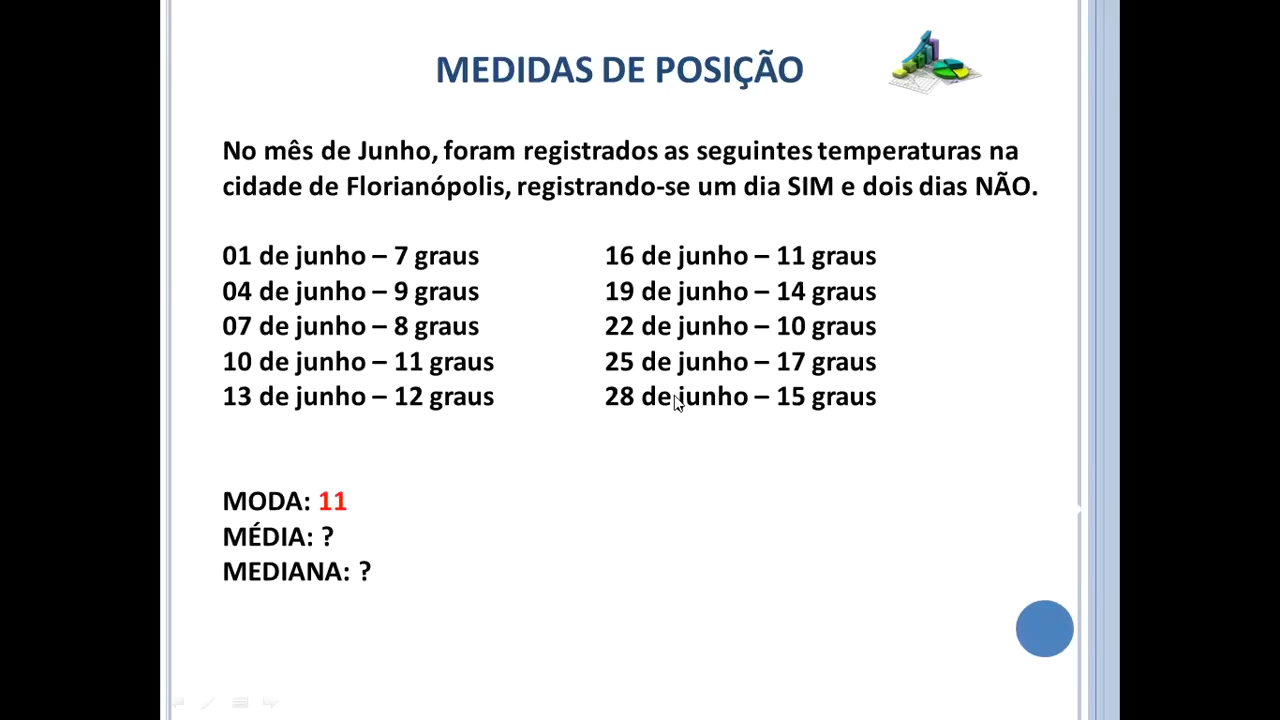 MEDIDAS DE POSIÇÃO
No mês de Junho, foram registrados as seguintes temperaturas na
cidade de Florianópolis, registrando-se um dia SIM e dois dias NÃO.
01 de junho – 7 graus
04 de junho – 9 graus
07 de junho – 8 graus
10 de junho – 11 graus
13 de junho – 12 graus
16 de junho – 11 graus
19 de junho – 14 graus
22 de junho – 10 graus
25 de junho – 17 graus
28 de junho – 15 graus
MODA: 11
MÉDIA: ?
MEDIANA: ?